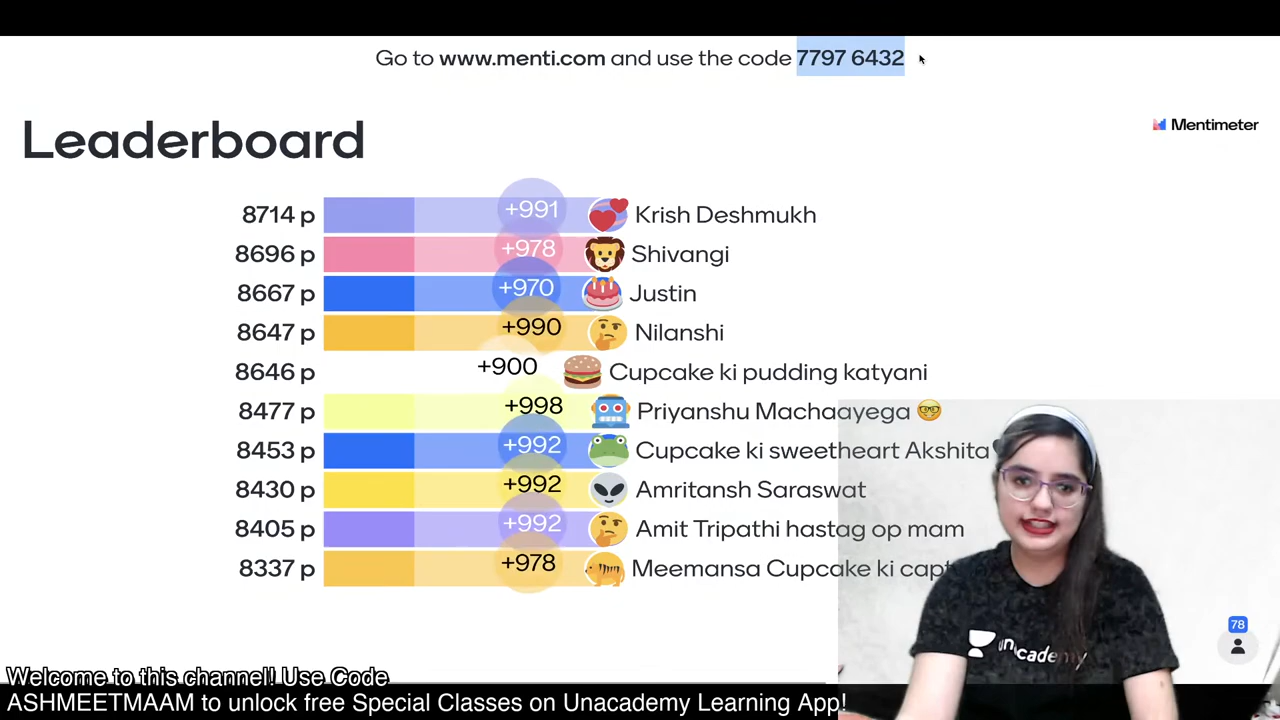 Go to www.menti.com and use the code 7797 6432
Leaderboard
Mentimeter
8714 p +991 Krish Deshmukh
8696 p +978 Shivangi
8667 p +970 Justin
8647 p +990 Nilanshi
8646 p +900 Cupcake ki pudding katyani
8477 p +998 Priyanshu Machaayega 🤓
8453 p +992 Cupcake ki sweetheart Akshita
8430 p +992 Amritansh Saraswat
8405 p +992 Amit Tripathi hastag op mam
8337 p +978 Meemansa Cupcake ki capt
78
unacademy
Welcome to this channel! Use Code
ASHMEETMAAM to unlock free Special Classes on Unacademy Learning App!